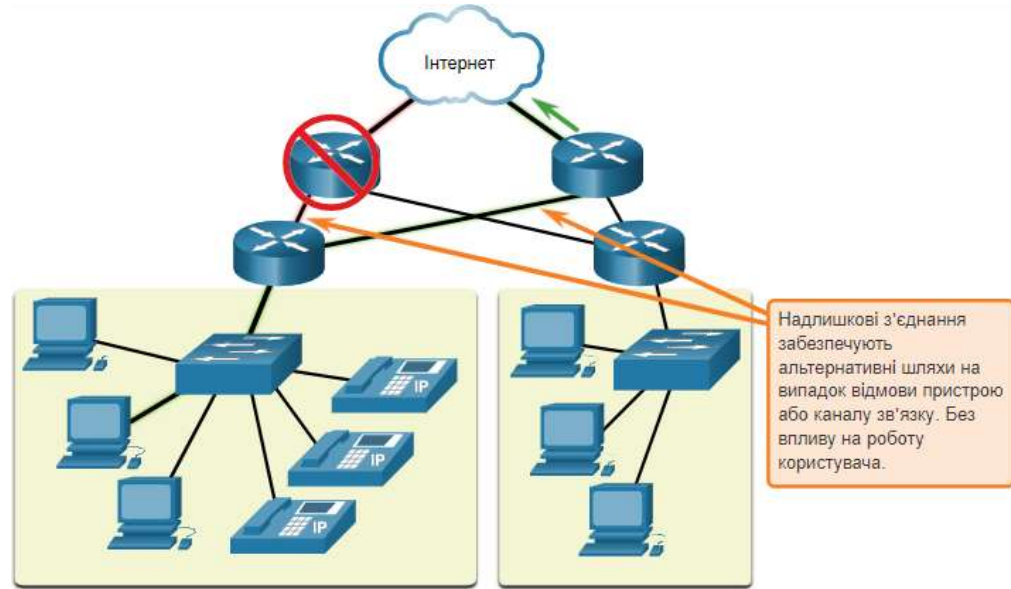 Інтернет
IP
IP
IP
Надлишкові з'єднання
забезпечують
альтернативні шляхи на
випадок відмови пристрою
або каналу зв'язку. Без
впливу на роботу
користувача.